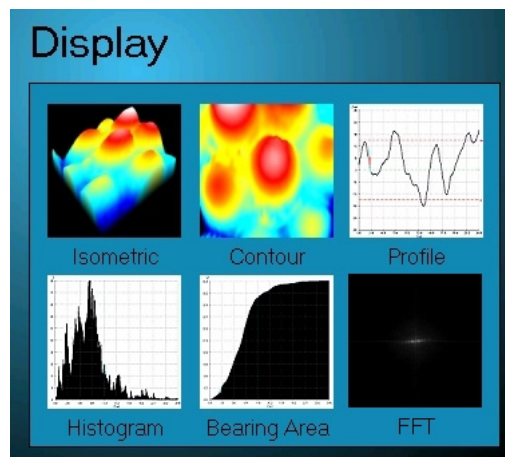 Display
Isometric
Contour
Profile
Histogram
Bearing Area
FFT